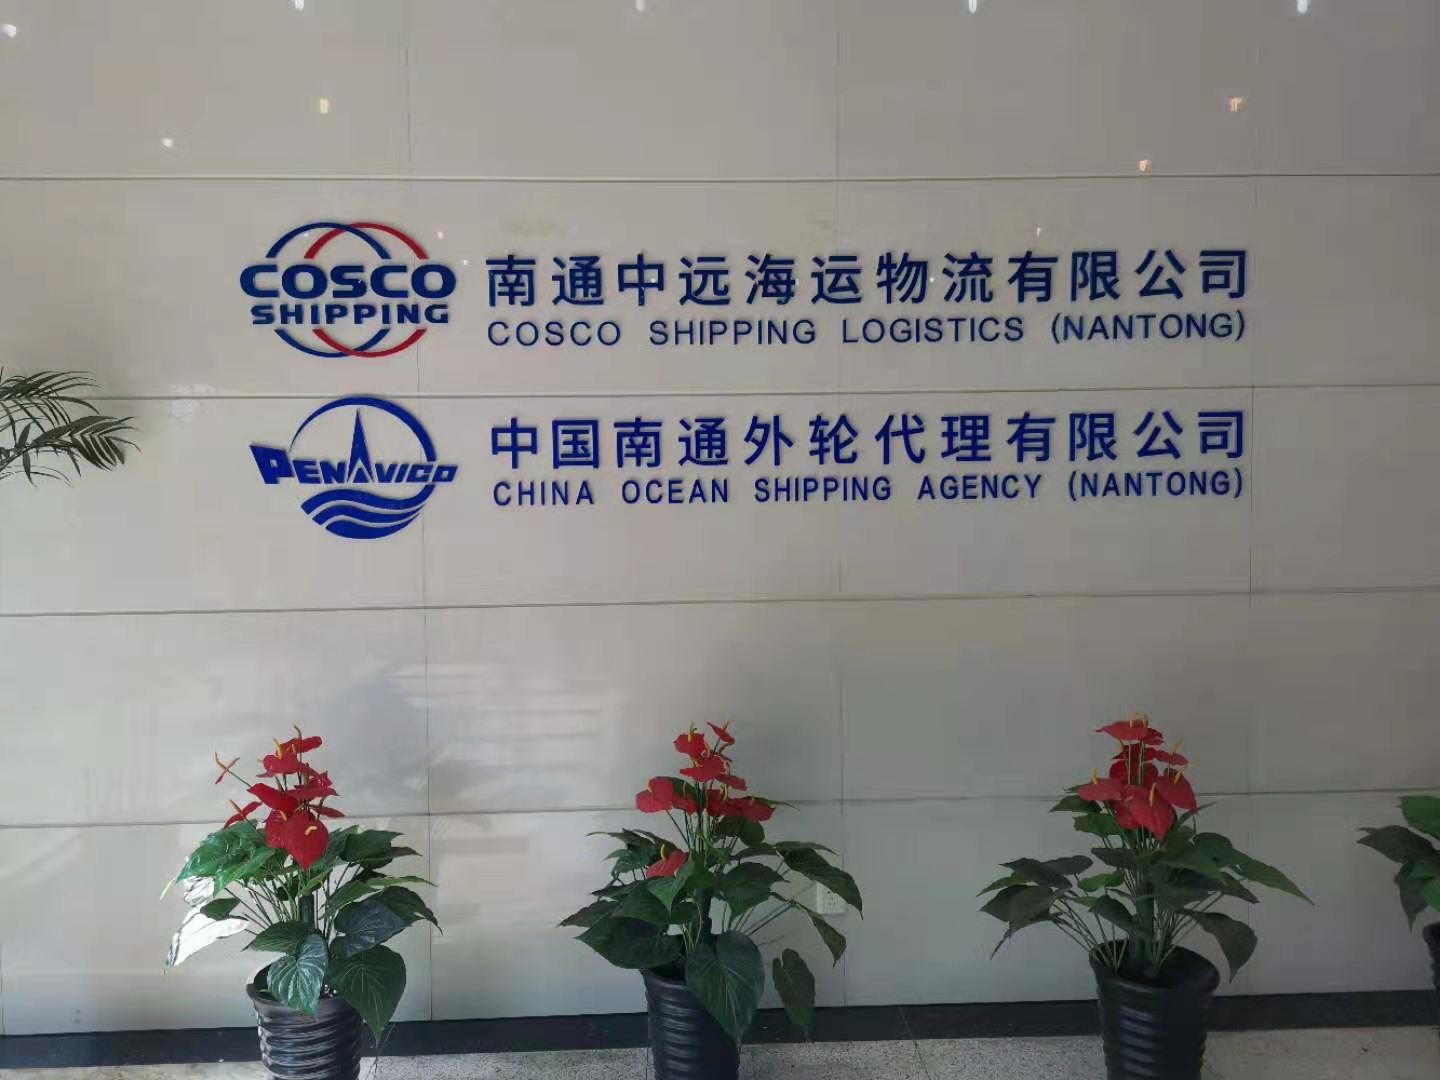 COSCO
SHIPPING
南通中远海运物流有限公司
COSCO SHIPPING LOGISTICS (NANTONG)
PENAVICO
中国南通外轮代理有限公司
CHINA OCEAN SHIPPING AGENCY (NANTONG)